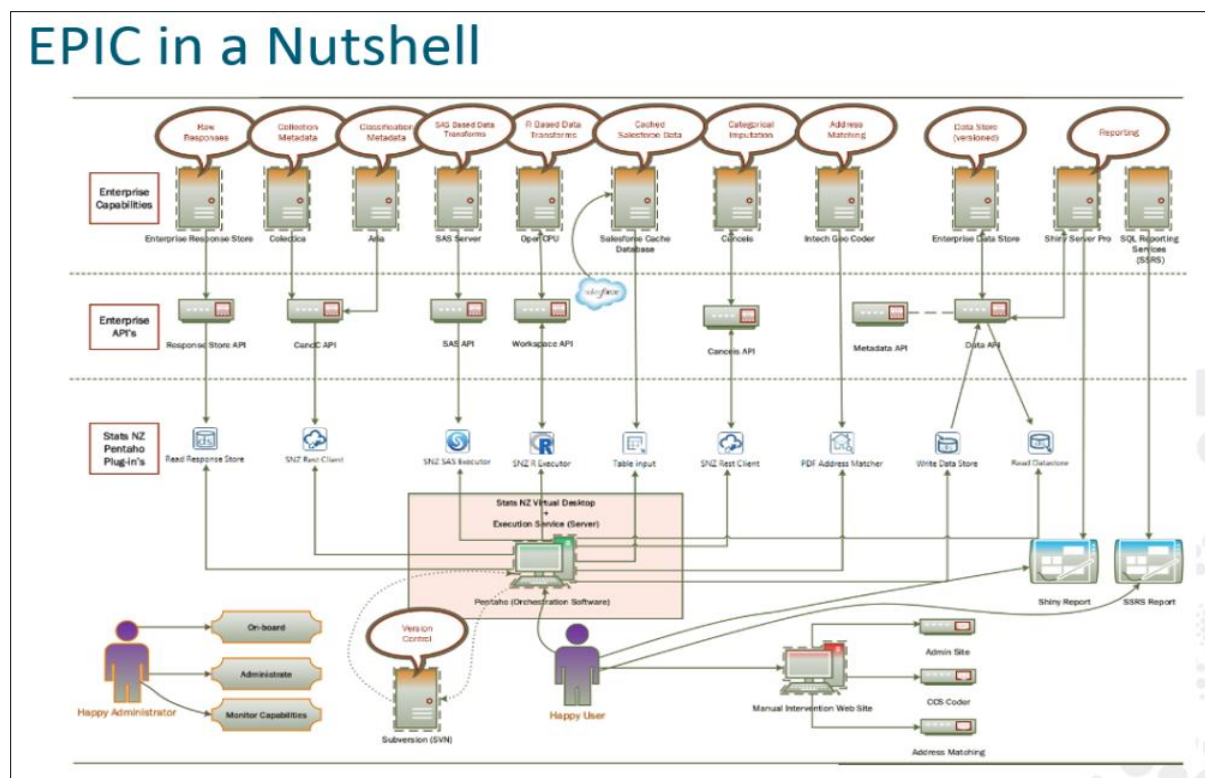 EPIC in a Nutshell
Raw
Responses
Collection
Metadata
Classification
Metadata
SAS Based Data
Transforms
R Based Data
Transforms
Cached
Salesforce Data
Categorical
Imputation
Address
Matching
Data Store
(versioned)
Reporting
Enterprise
Capabilities
Enterprise Response Store
Colectica
Aria
SAS Server
Open CPU
Salesforce Cache
Database
Canceis
Intech Geo Coder
Enterprise Data Store
Shiny Server Pro
SQL Reporting
Services
(SSRS)
salesforce
Enterprise
API's
Response Store API
CandC API
SAS API
Workspace API
Canceis API
Metadata API
Data API
Stats NZ
Pentaho
Plug-in's
Read Response Store
SNZ Rest Client
SNZ SAS Executor
SNZ R Executor
Table input
SNZ Rest Client
PDF Address Matcher
Write Data Store
Read Datastore
Stats NZ Virtual Desktop
+
Execution Service (Server)
Pentaho (Orchestration Software)
Shiny Report
SSRS Report
Version
Control
On-board
Administrate
Monitor Capabilities
Happy Administrator
Subversion (SVN)
Happy User
Manual Intervention Web Site
Admin Site
CCS Coder
Address Matching